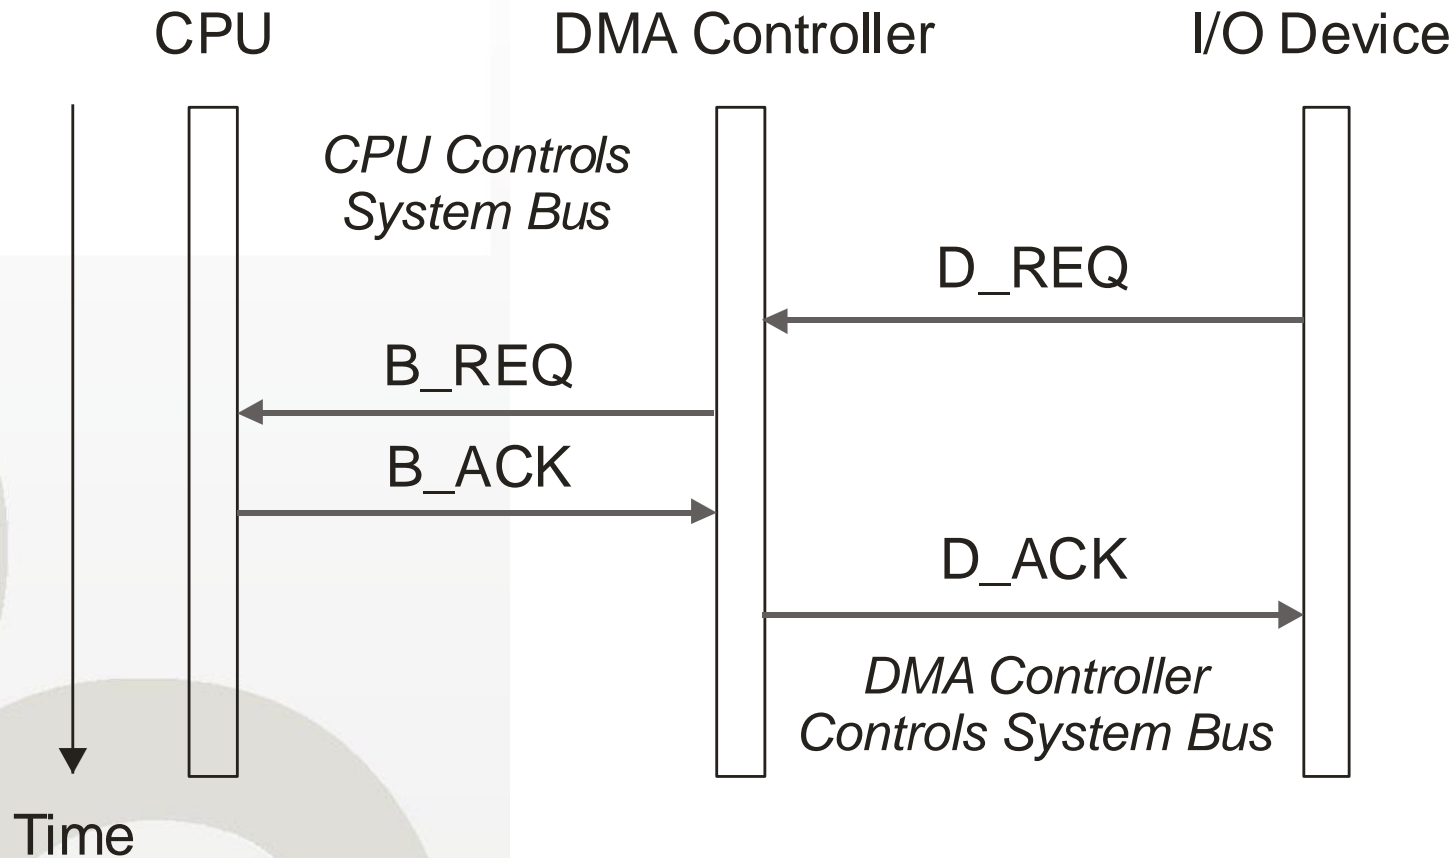 CPU
DMA Controller
I/O Device
CPU Controls
System Bus
D_REQ
B_REQ
B_ACK
D_ACK
DMA Controller
Controls System Bus
Time